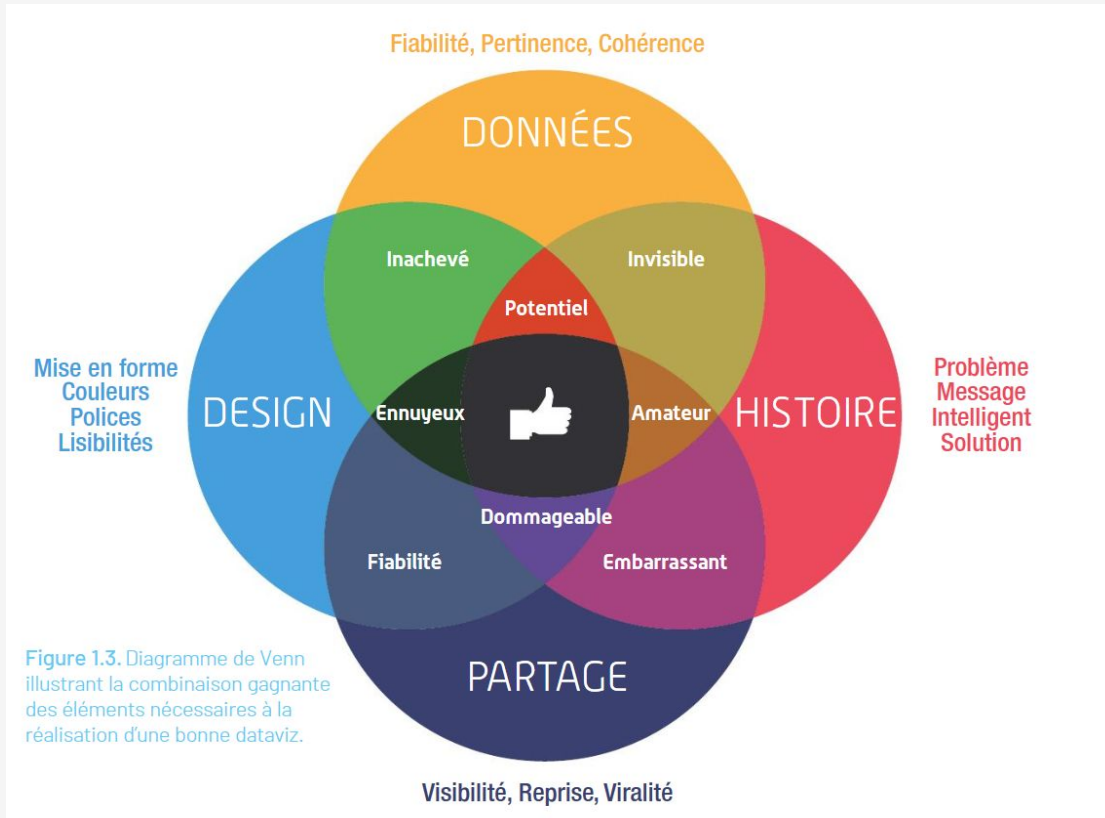 Fiabilité, Pertinence, Cohérence
DONNÉES
Inachevé
Invisible
Potentiel
Mise en forme
Couleurs
Polices
Lisibilités
DESIGN
Ennuyeux
Amateur
HISTOIRE
Problème
Message
Intelligent
Solution
Dommageable
Fiabilité
Embarrassant
Figure 1.3. Diagramme de Venn
illustrant la combinaison gagnante
des éléments nécessaires à la
réalisation d'une bonne dataviz.
PARTAGE
Visibilité, Reprise, Viralité